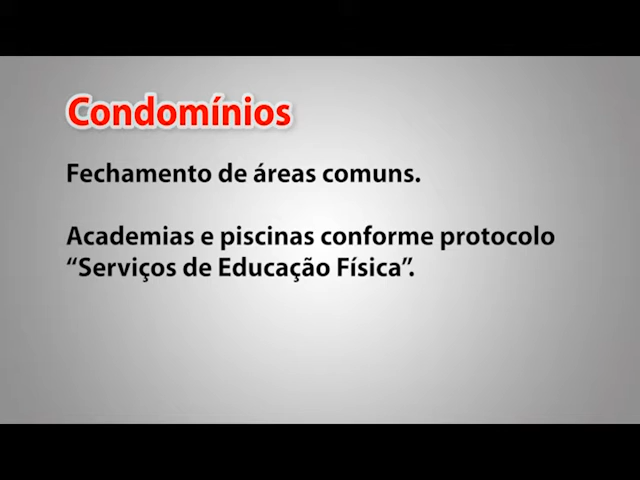 Condomínios
Fechamento de áreas comuns.
Academias e piscinas conforme protocolo
“Serviços de Educação Física”.